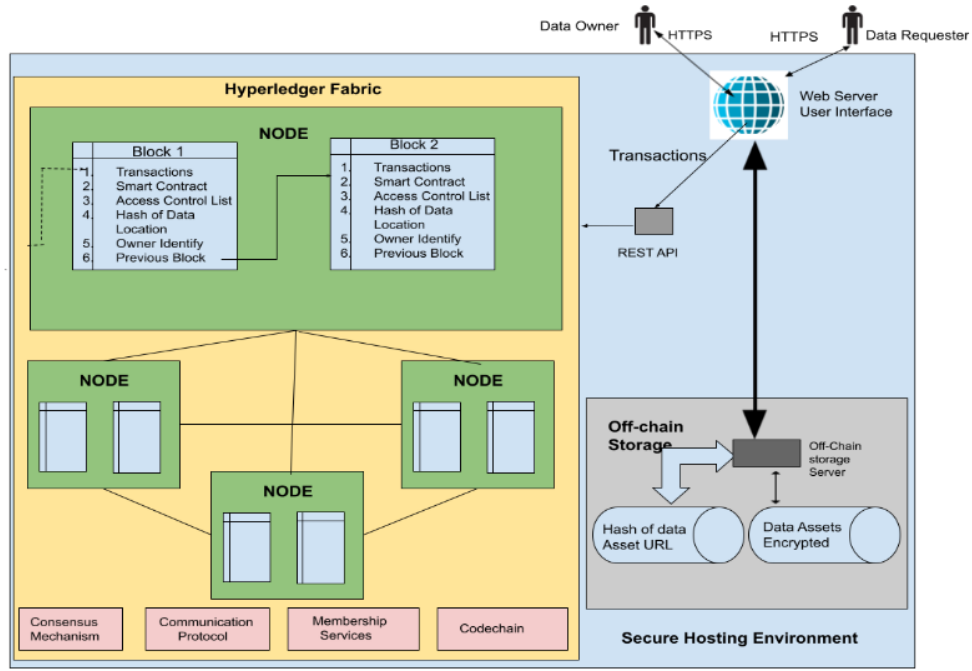 Data Owner
HTTPS
HTTPS
Data Requester
Hyperledger Fabric
Web Server
User Interface
NODE
Block 1
1. Transactions
2. Smart Contract
3. Access Control List
4. Hash of Data
Location
5. Owner Identify
6. Previous Block
Block 2
1. Transactions
2. Smart Contract
3. Access Control List
4. Hash of Data
Location
5. Owner Identify
6. Previous Block
Transactions
REST API
NODE
NODE
NODE
Off-chain
Storage
Off-Chain
storage
Server
Hash of data
Asset URL
Data Assets
Encrypted
Consensus
Mechanism
Communication
Protocol
Membership
Services
Codechain
Secure Hosting Environment